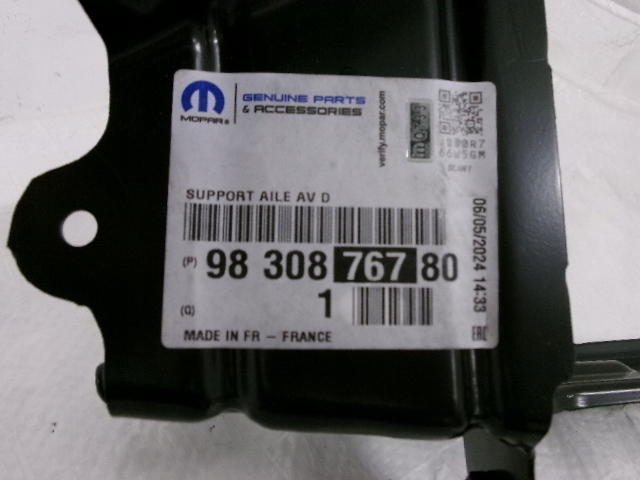 MOPAR®
GENUINE PARTS
& ACCESSORIES
verify.mopar.com
SUPPORT AILE AV D
(P) 98 308 767 80
(Q) 1
MADE IN FR – FRANCE
06/05/2024 14:33
EAC